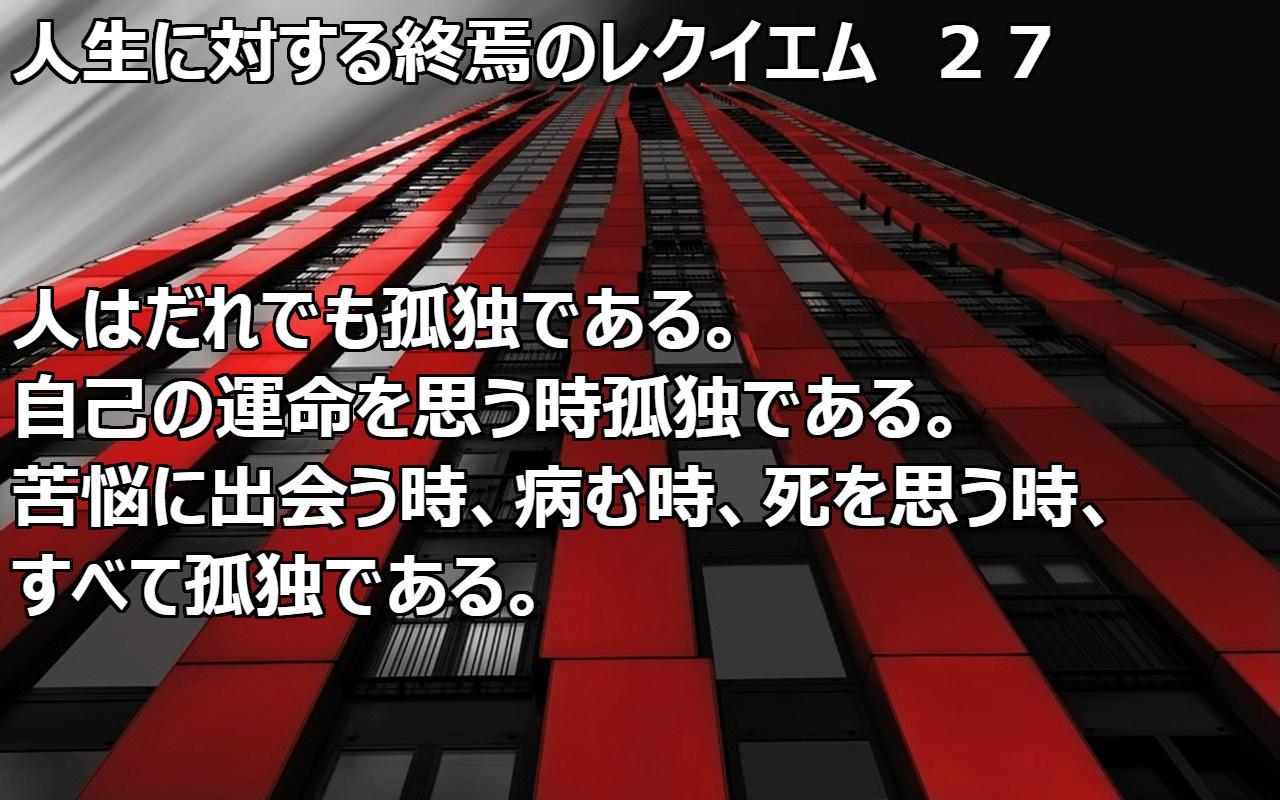 人生に対する終焉のレクイエム　２７
人はだれでも孤独である。
自己の運命を思う時孤独である。
苦悩に出会う時、病む時、死を思う時、
すべて孤独である。